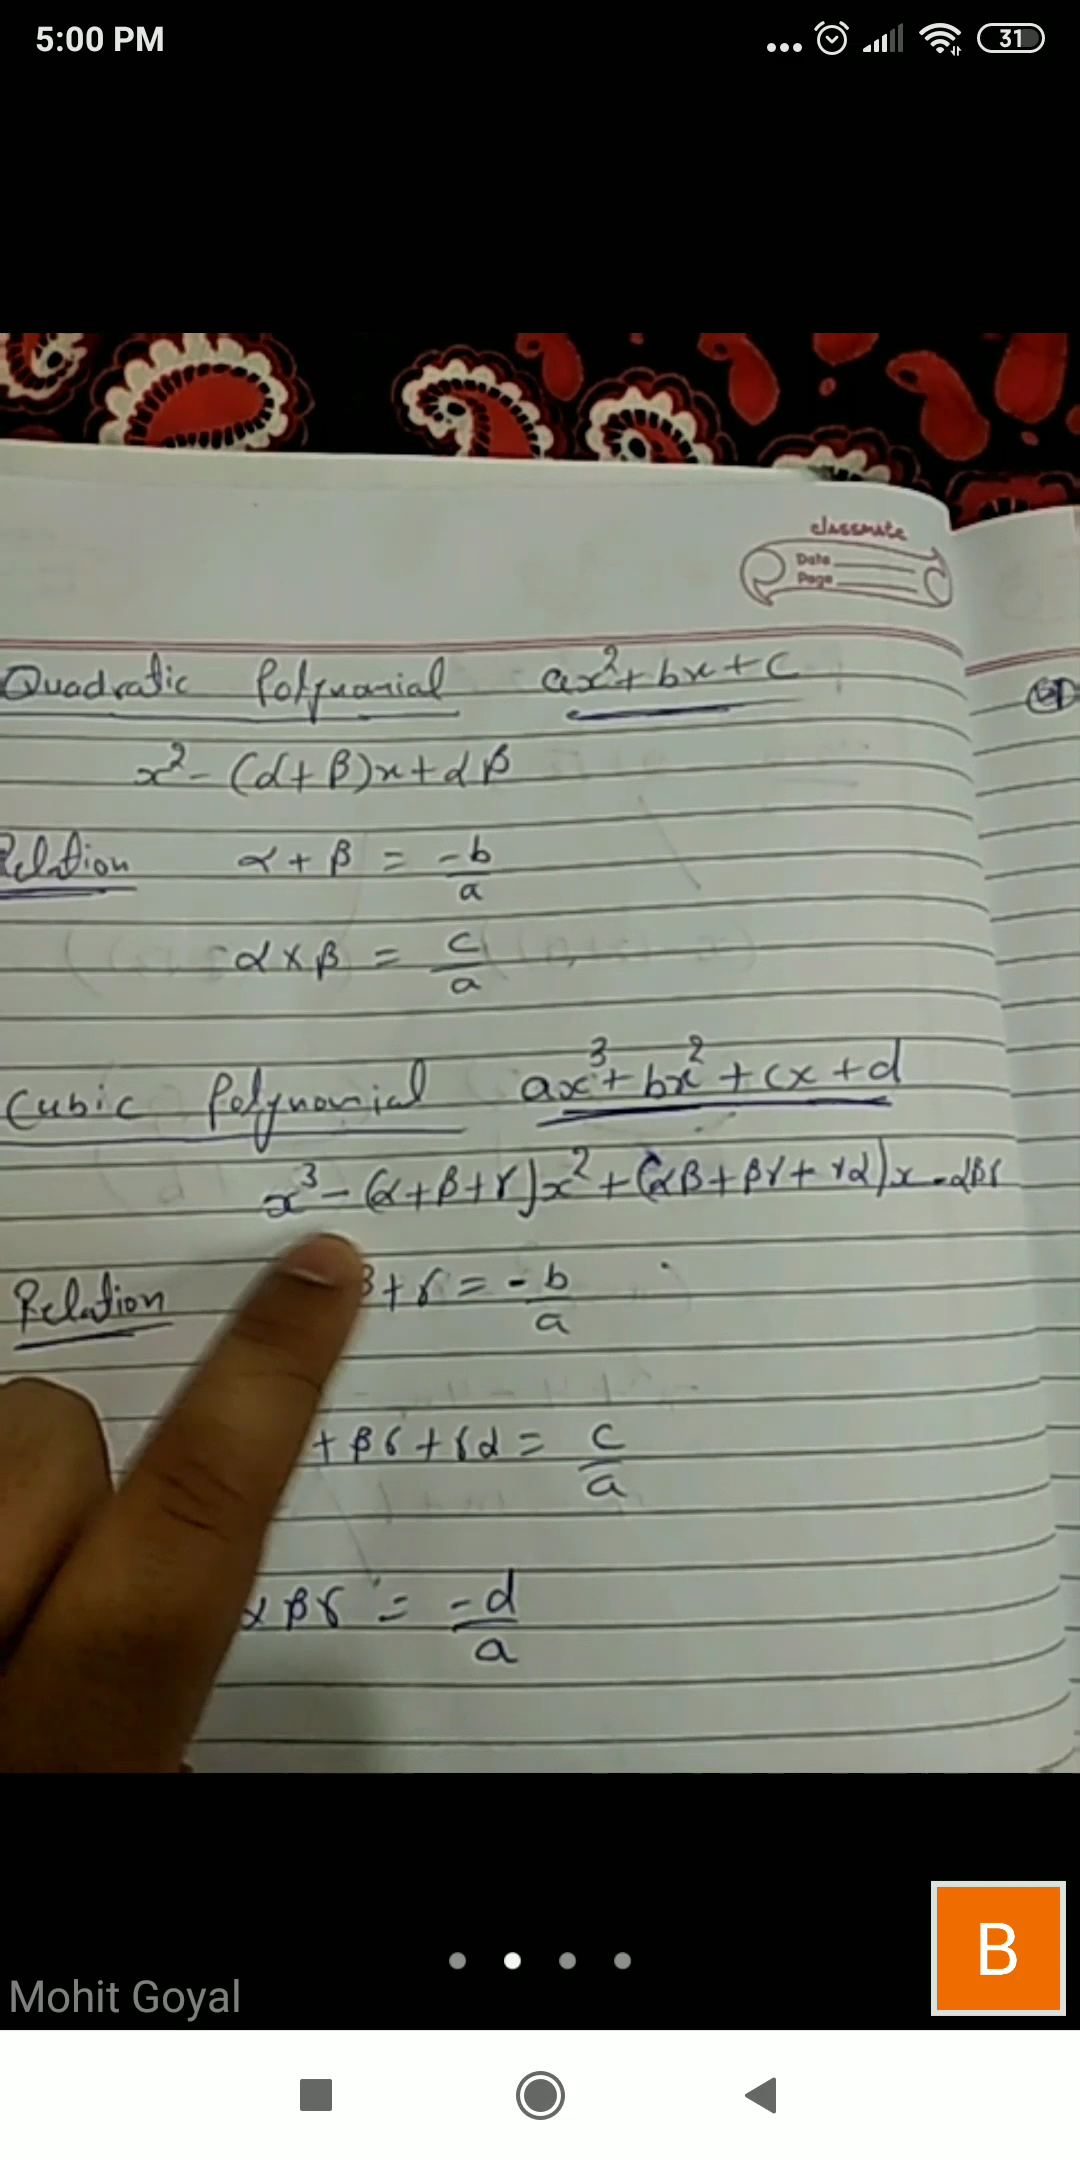 5:00 PM
31
classmate
Date
Page
Quadratic Polynomial ax²+bx+c
x² - (α+β)x+αβ
Relation α + β = -b/a
α×β = c/a
Cubic Polynomial ax³+bx²+cx+d
x³ - (α+β+γ)x²+(αβ+βγ+γα)x-αβγ
Relation β+γ = -b/a
+ βγ+γα = c/a
αβγ = -d/a
B
Mohit Goyal